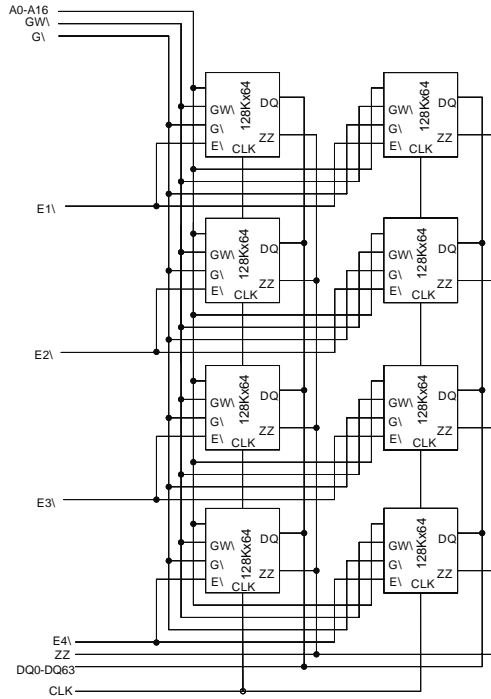 A0-A16
GW\
G\
128Kx64
GW\
G\
E\
CLK
DQ
ZZ
128Kx64
GW\
G\
E\
CLK
DQ
ZZ
E1\
128Kx64
GW\
G\
E\
CLK
DQ
ZZ
128Kx64
GW\
G\
E\
CLK
DQ
ZZ
E2\
128Kx64
GW\
G\
E\
CLK
DQ
ZZ
128Kx64
GW\
G\
E\
CLK
DQ
ZZ
E3\
128Kx64
GW\
G\
E\
CLK
DQ
ZZ
128Kx64
GW\
G\
E\
CLK
DQ
ZZ
E4\
ZZ
DQ0-DQ63
CLK